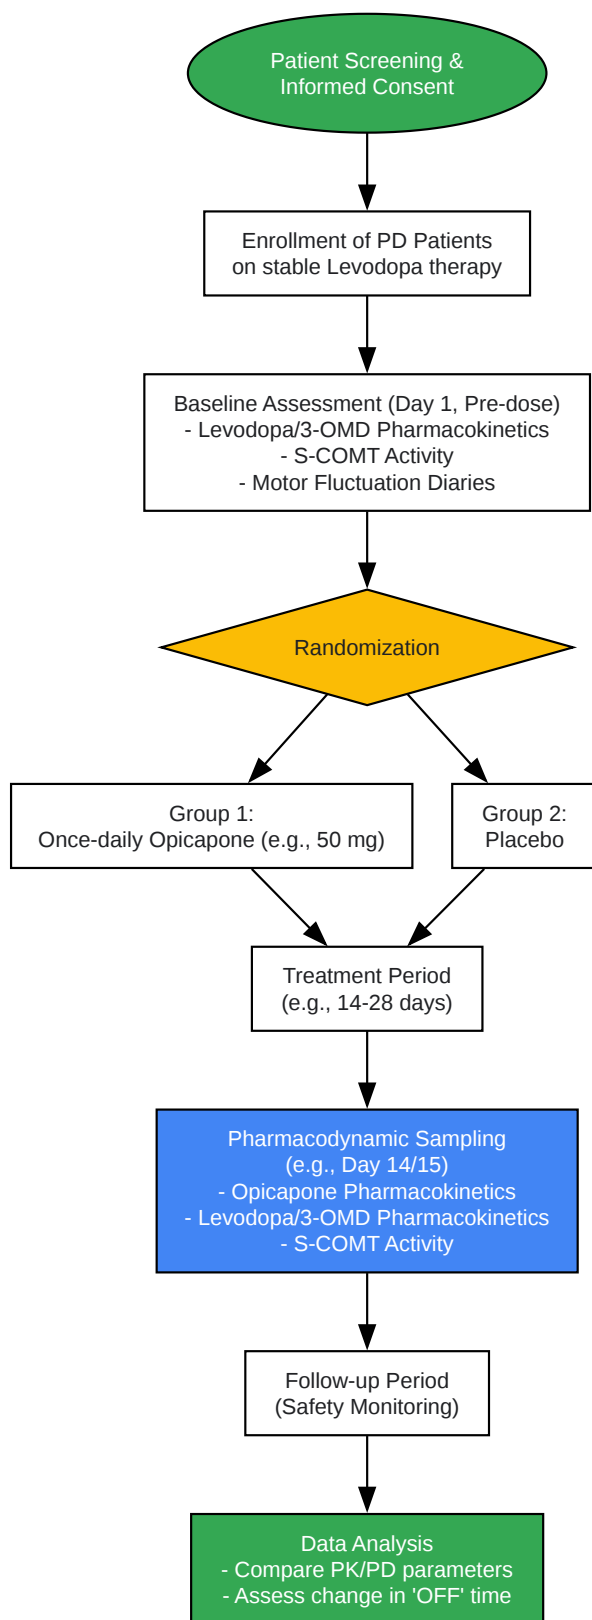 Patient Screening &
Informed Consent
Enrollment of PD Patients
on stable Levodopa therapy
Baseline Assessment (Day 1, Pre-dose)
- Levodopa/3-OMD Pharmacokinetics
- S-COMT Activity
- Motor Fluctuation Diaries
Randomization
Group 1:
Once-daily Opicapone (e.g., 50 mg)
Group 2:
Placebo
Treatment Period
(e.g., 14-28 days)
Pharmacodynamic Sampling
(e.g., Day 14/15)
- Opicapone Pharmacokinetics
- Levodopa/3-OMD Pharmacokinetics
- S-COMT Activity
Follow-up Period
(Safety Monitoring)
Data Analysis
- Compare PK/PD parameters
- Assess change in 'OFF' time